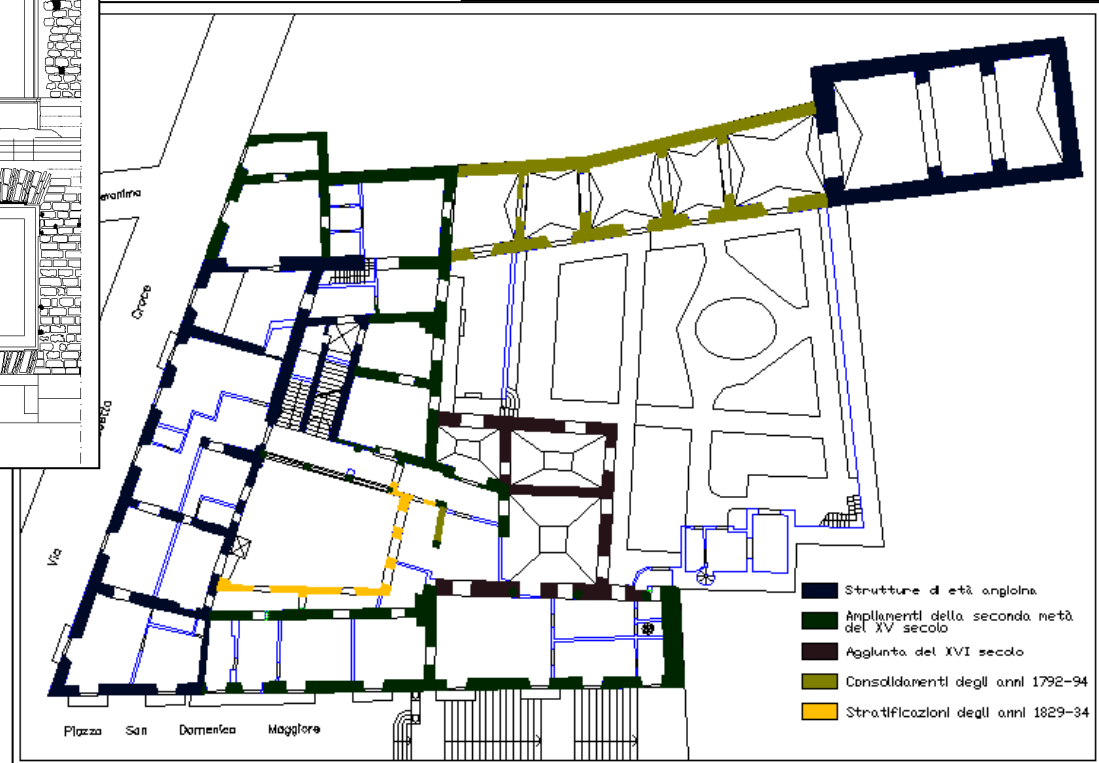 Croce
Via
Strutture di età angioina
Ampliamenti della seconda metà
del XV secolo
Aggiunta del XVI secolo
Consolidamenti degli anni 1792-94
Stratificazioni degli anni 1829-34
Piazza San Domenico Maggiore